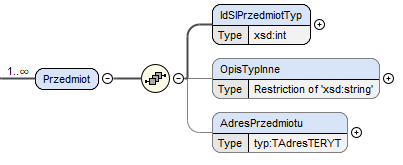 IdSlPrzedmiotTyp
Type xsd:int
1..∞
Przedmiot
OpisTypInne
Type Restriction of 'xsd:string'
AdresPrzedmiotu
Type typ:TAdresTERYT